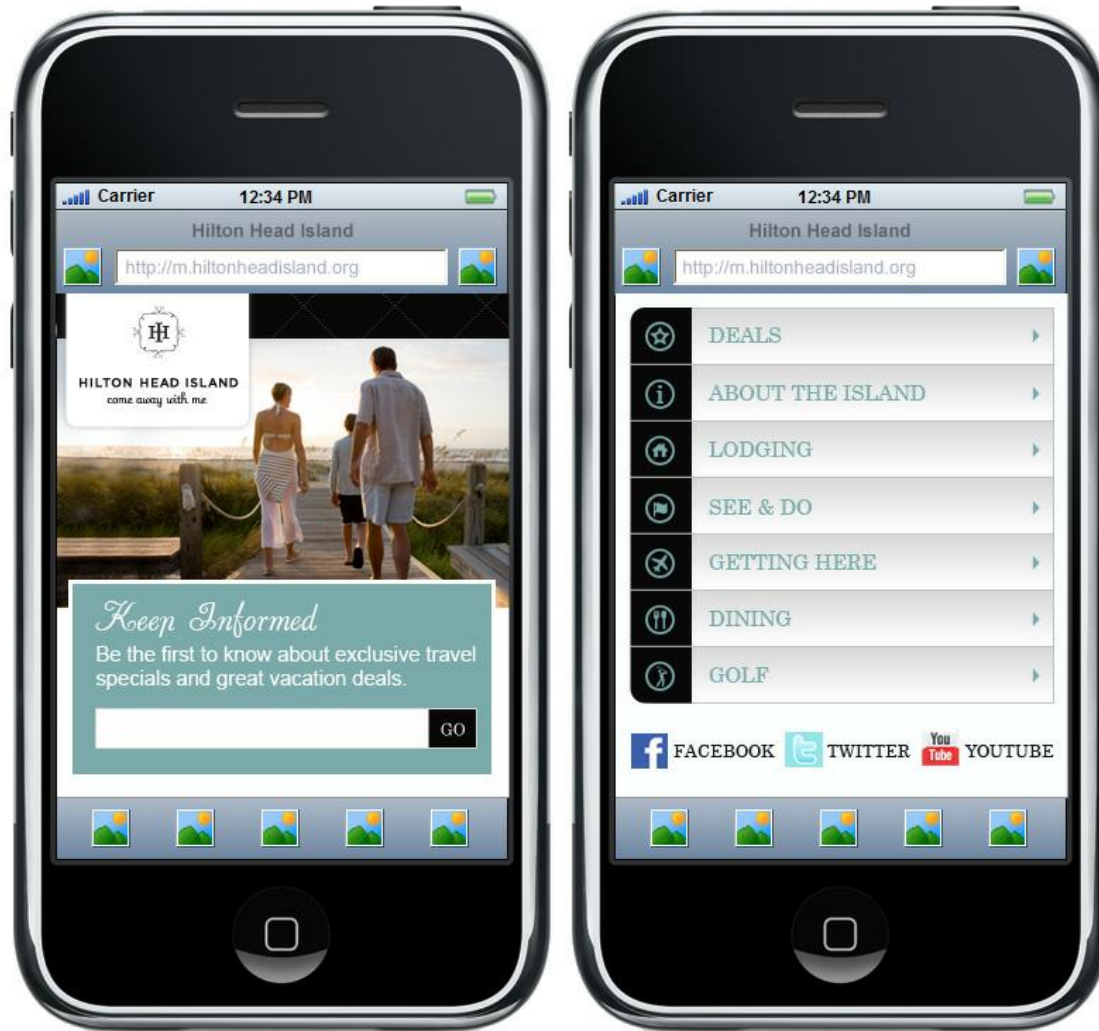 Carrier 12:34 PM
Hilton Head Island
http://m.hiltonheadisland.org
HILTON HEAD ISLAND
come away with me
Keep Informed
Be the first to know about exclusive travel
specials and great vacation deals.
GO
Carrier 12:34 PM
Hilton Head Island
http://m.hiltonheadisland.org
DEALS
ABOUT THE ISLAND
LODGING
SEE & DO
GETTING HERE
DINING
GOLF
f FACEBOOK t TWITTER You Tube YOUTUBE